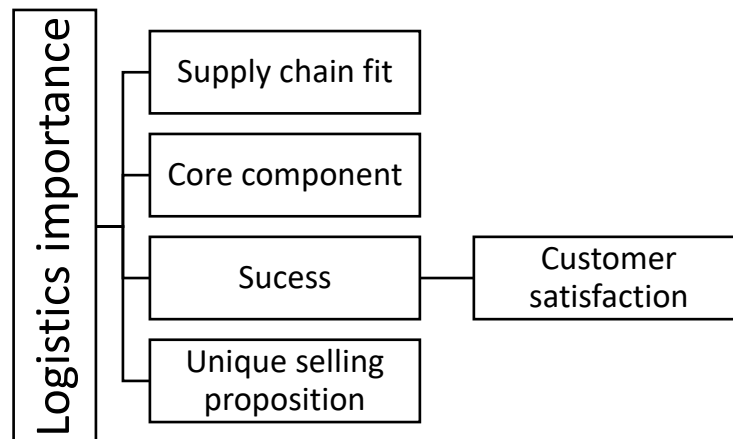 Logistics importance
Supply chain fit
Core component
Sucess
Customer
satisfaction
Unique selling
proposition